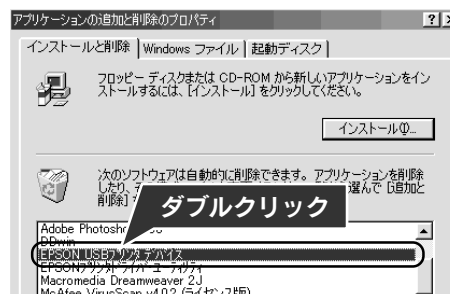 アプリケーションの追加と削除のプロパティ
インストールと削除 Windows ファイル 起動ディスク
フロッピー ディスクまたは CD-ROM から新しいアプリケーションをイン
ストールするには、[インストール] をクリックしてください。
インストール(I)...
次のソフトウェアは自動的に削除できます。アプリケーションを削除
したり、 選んで [追加と
削除]
ダブルクリック
Adobe Photosho
DDwin
EPSON USBプリンタデバイス
EPSONプリンタドライバ・ユーティリティ
Macromedia Dreamweaver 2J
McAfee VirusScan v4.0.2 (ライセンス版)